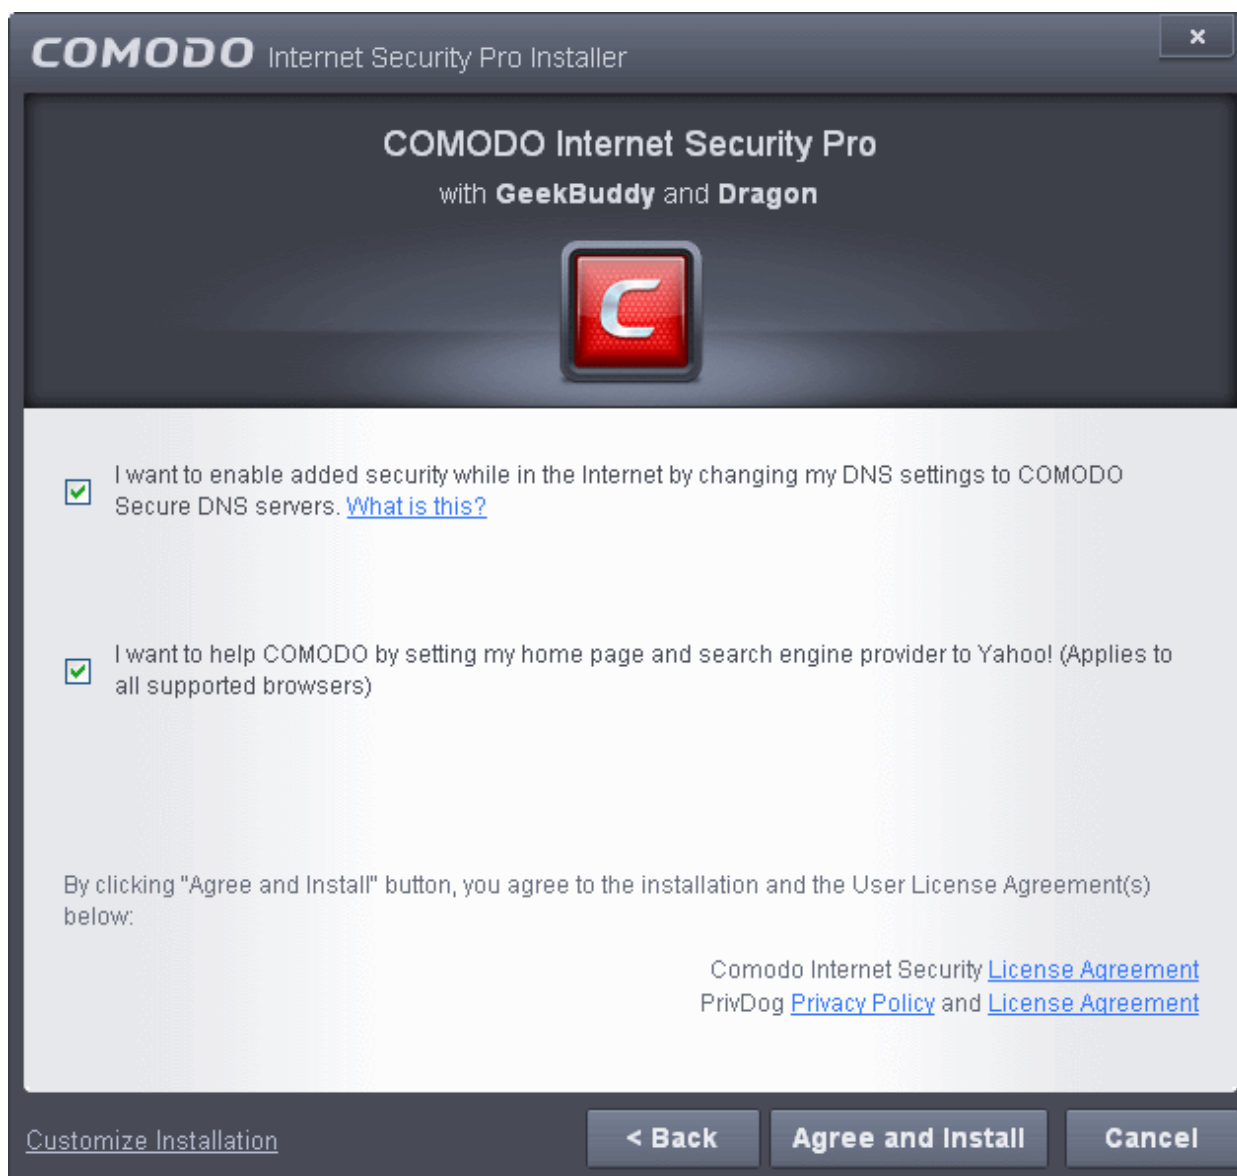 COMODO Internet Security Pro Installer
x
COMODO Internet Security Pro
with GeekBuddy and Dragon
C
I want to enable added security while in the Internet by changing my DNS settings to COMODO
Secure DNS servers. What is this?
I want to help COMODO by setting my home page and search engine provider to Yahoo! (Applies to
all supported browsers)
By clicking "Agree and Install" button, you agree to the installation and the User License Agreement(s)
below:
Comodo Internet Security License Agreement
PrivDog Privacy Policy and License Agreement
Customize Installation
< Back
Agree and Install
Cancel